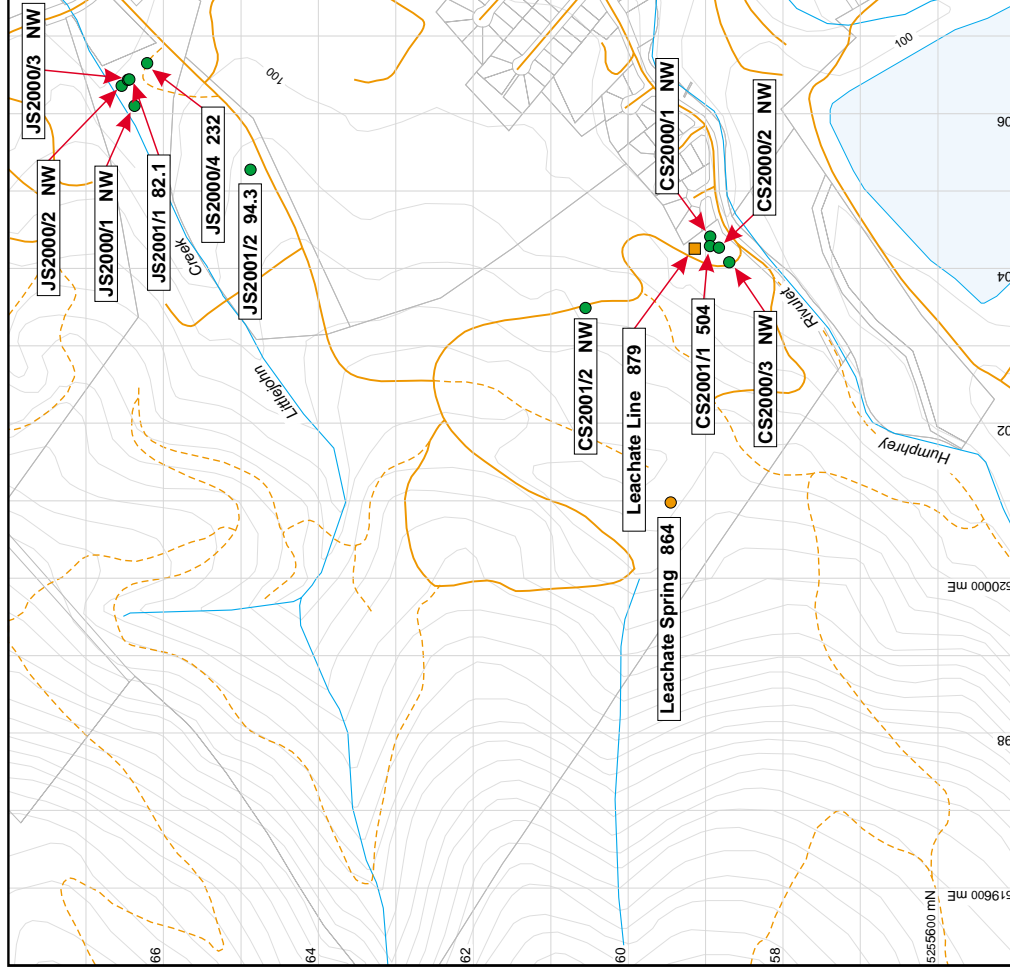 JS2000/3 NW
JS2000/2 NW
JS2000/1 NW
JS2001/1 82.1
JS2000/4 232
JS2001/2 94.3
100
Creek
Littlejohn
CS2000/1 NW
CS2000/2 NW
CS2001/2 NW
Leachate Line 879
CS2001/1 504
CS2000/3 NW
Leachate Spring 864
Rivulet
Humphrey
100
06
04
02
520000 mE
98
519600 mE
66
64
62
60
58
5255600 mN